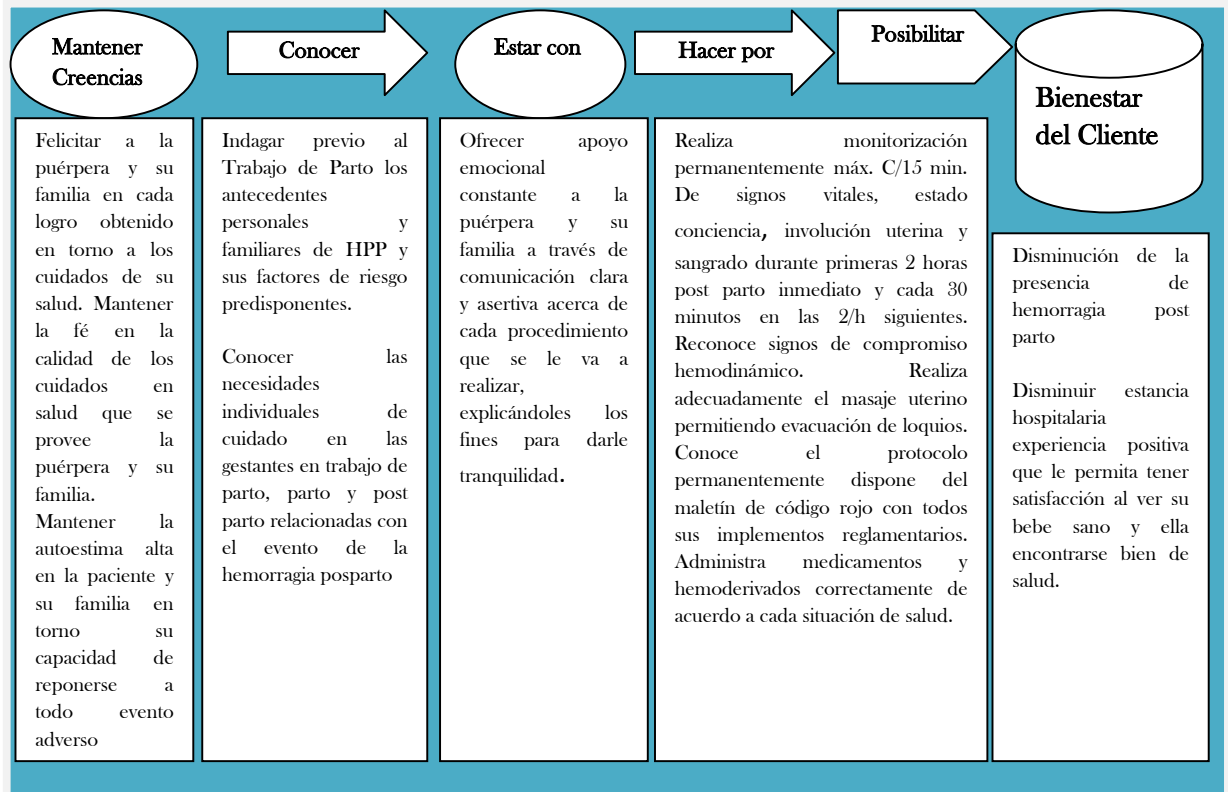 Mantener
Creencias
Conocer
Estar con
Hacer por
Posibilitar
Bienestar
del Cliente
Felicitar a la
puérpera y su
familia en cada
logro obtenido
en torno a los
cuidados de su
salud. Mantener
la fé en la
calidad de los
cuidados en
salud que se
provee la
puérpera y su
familia.
Mantener la
autoestima alta
en la paciente y
su familia en
torno su
capacidad de
reponerse a
todo evento
adverso
Indagar previo al
Trabajo de Parto los
antecedentes
personales y
familiares de HPP y
sus factores de riesgo
predisponentes.
Conocer las
necesidades
individuales de
cuidado en las
gestantes en trabajo de
parto, parto y post
parto relacionadas con
el evento de la
hemorragia posparto
Ofrecer apoyo
emocional
constante a la
puérpera y su
familia a través de
comunicación clara
y asertiva acerca de
cada procedimiento
que se le va a
realizar,
explicándoles los
fines para darle
tranquilidad.
Realiza monitorización
permanentemente máx. C/15 min.
De signos vitales, estado
conciencia, involución uterina y
sangrado durante primeras 2 horas
post parto inmediato y cada 30
minutos en las 2/h siguientes.
Reconoce signos de compromiso
hemodinámico. Realiza
adecuadamente el masaje uterino
permitiendo evacuación de loquios.
Conoce el protocolo
permanentemente dispone del
maletín de código rojo con todos
sus implementos reglamentarios.
Administra medicamentos y
hemoderivados correctamente de
acuerdo a cada situación de salud.
Disminución de la
presencia de
hemorragia post
parto
Disminuir estancia
hospitalaria
experiencia positiva
que le permita tener
satisfacción al ver su
bebe sano y ella
encontrarse bien de
salud.